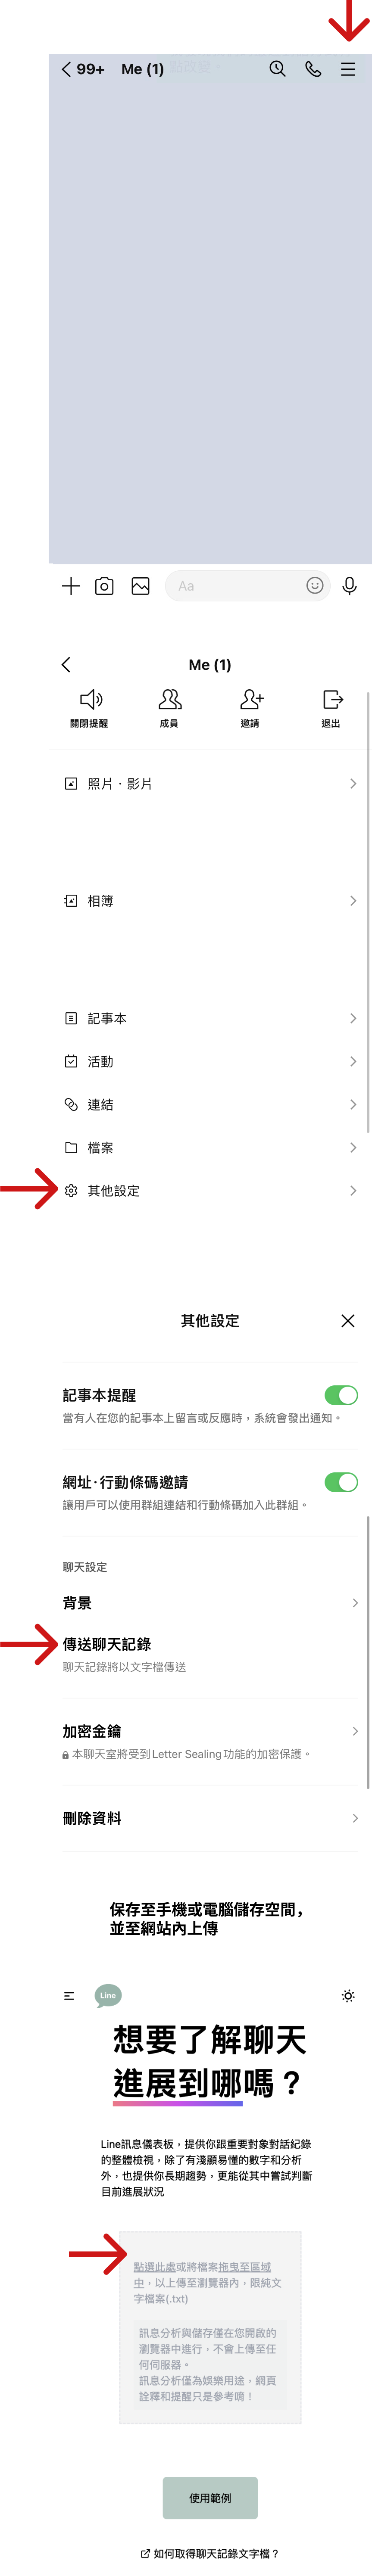 99+ Me (1)
Aa
Me (1)
關閉提醒 成員 邀請 退出
照片・影片
相簿
記事本
活動
連結
檔案
其他設定
其他設定
記事本提醒
當有人在您的記事本上留言或反應時，系統會發出通知。
網址·行動條碼邀請
讓用戶可以使用群組連結和行動條碼加入此群組。
聊天設定
背景
傳送聊天記錄
聊天記錄將以文字檔傳送
加密金鑰
本聊天室將受到Letter Sealing功能的加密保護。
刪除資料
保存至手機或電腦儲存空間，
並至網站內上傳
Line
想要了解聊天
進展到哪嗎？
Line訊息儀表板，提供你跟重要對象對話紀錄
的整體檢視，除了有淺顯易懂的數字和分析
外，也提供你長期趨勢，更能從其中嘗試判斷
目前進展狀況
點選此處或將檔案拖曳至區域
中，以上傳至瀏覽器內，限純文
字檔案(.txt)
訊息分析與儲存僅在您開啟的
瀏覽器中進行，不會上傳至任
何伺服器。
訊息分析僅為娛樂用途，網頁
詮釋和提醒只是參考唷！
使用範例
如何取得聊天記錄文字檔？